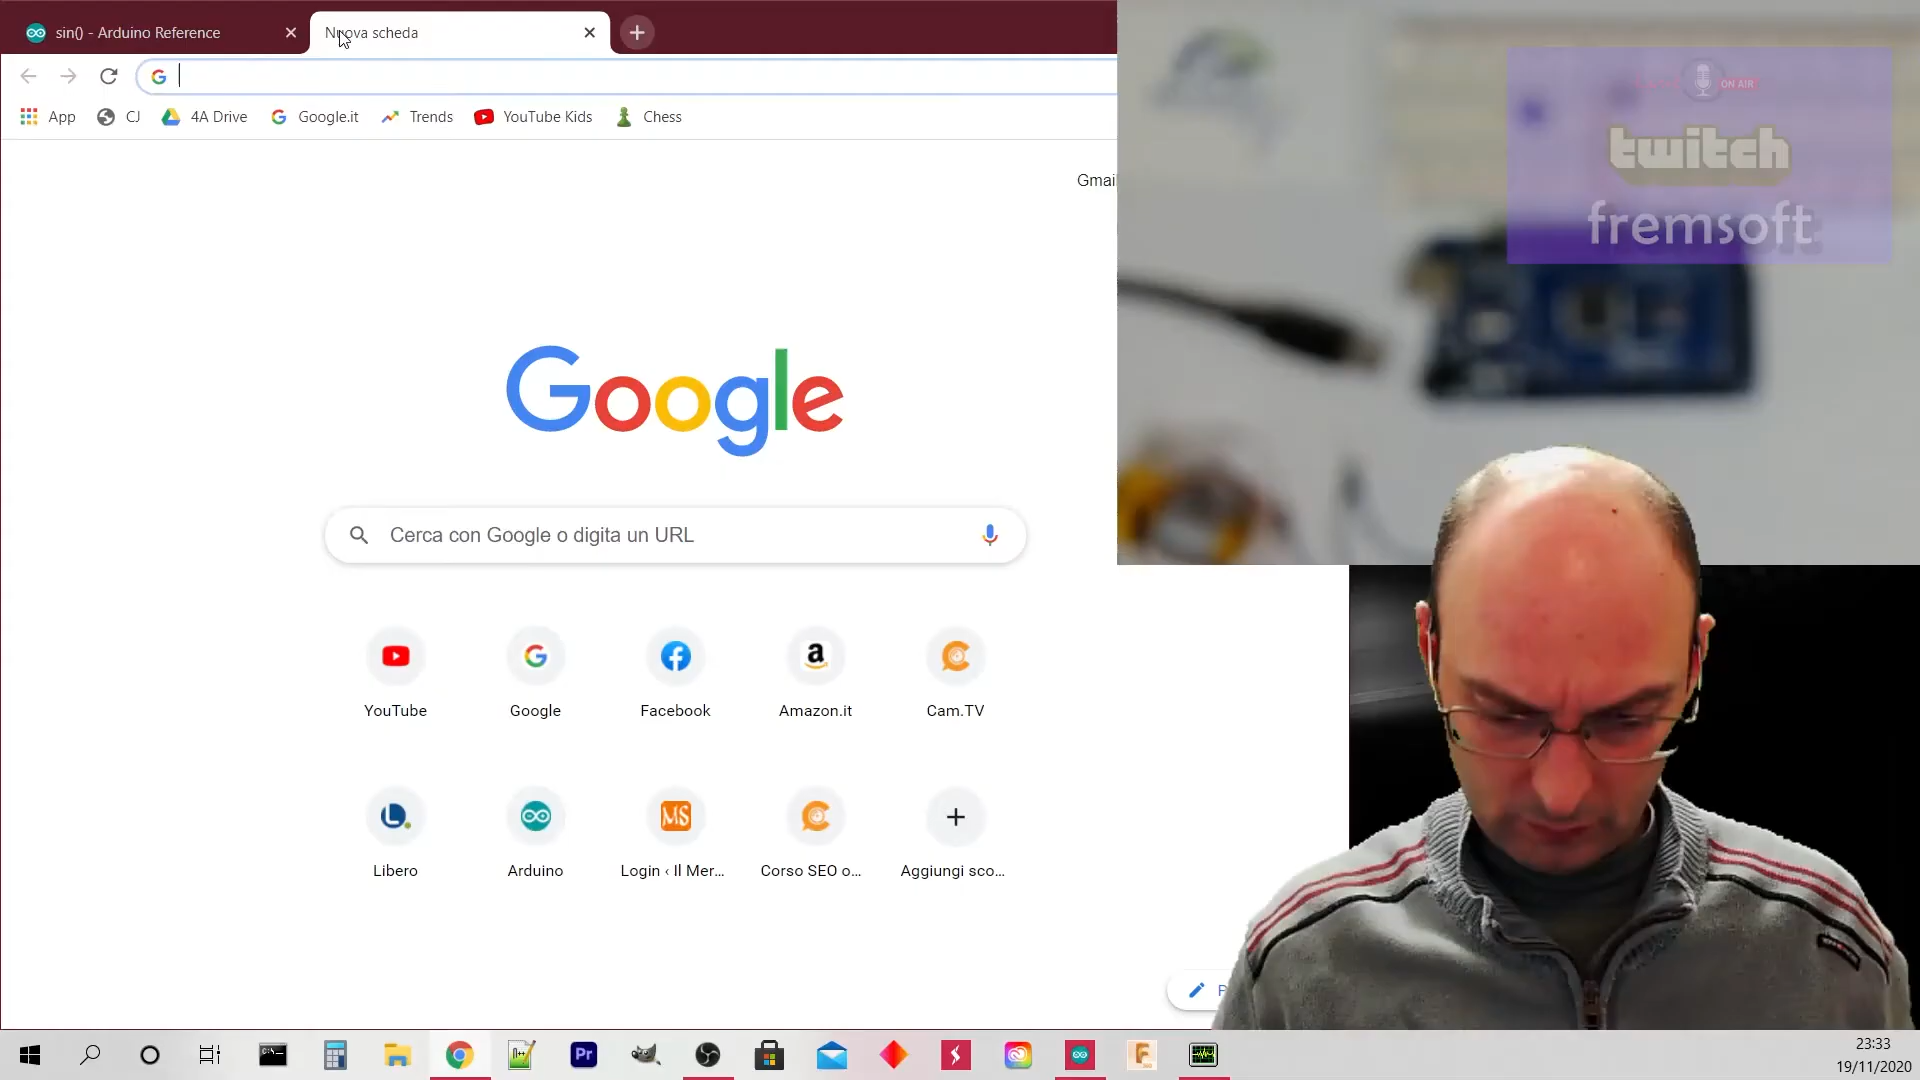 sin() - Arduino Reference
Nuova scheda
App
CJ
4A Drive
Google.it
Trends
YouTube Kids
Chess
Gmai
ON AIR
twitch
fremsoft
Google
Cerca con Google o digita un URL
YouTube
Google
Facebook
Amazon.it
Cam.TV
Libero
Arduino
Login ‹ Il Mer...
Corso SEO o...
Aggiungi sco...
P
23:33
19/11/2020